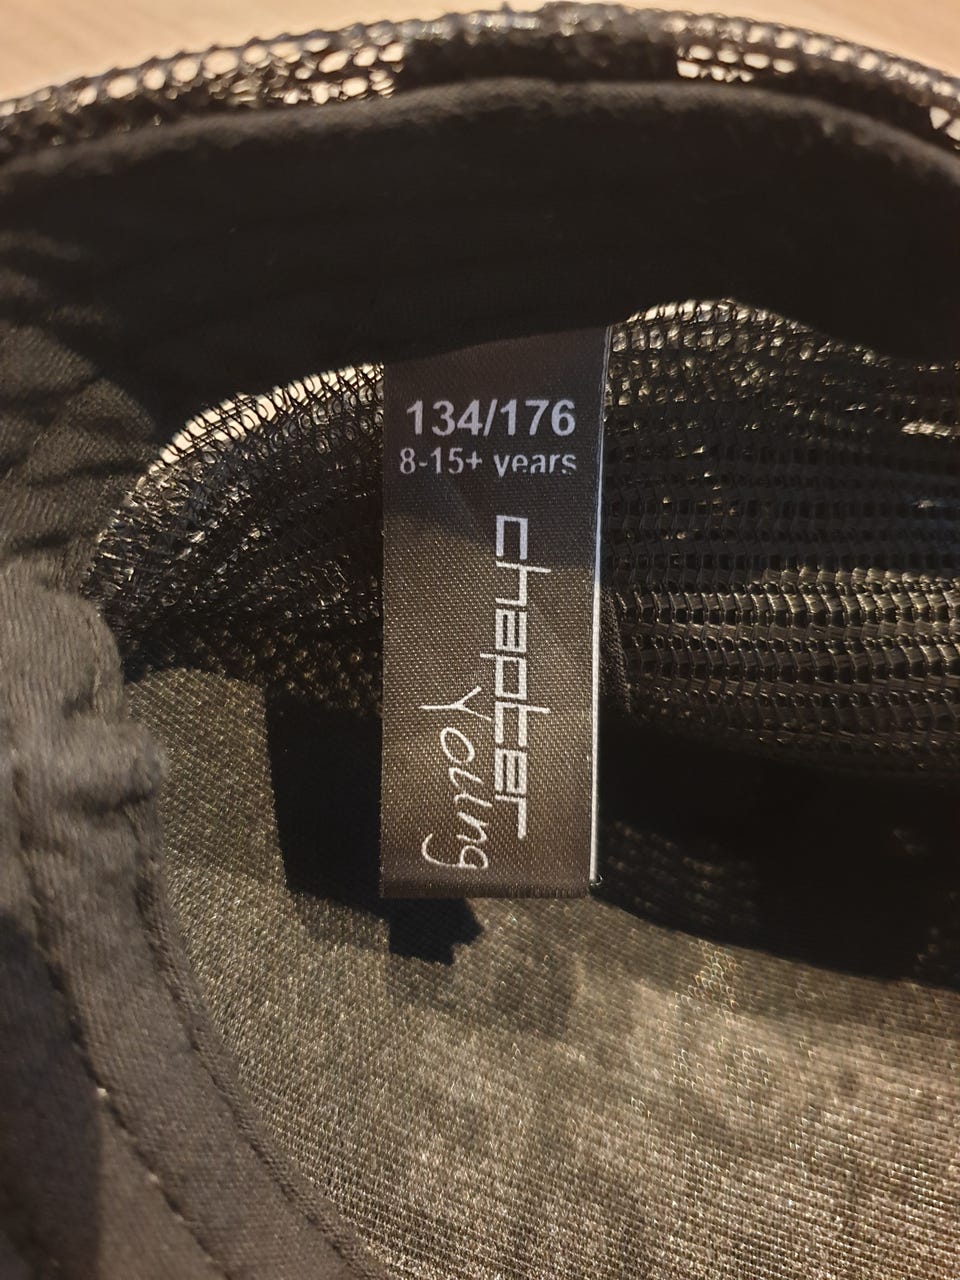 134/176
8-15+ years
chapter
Young